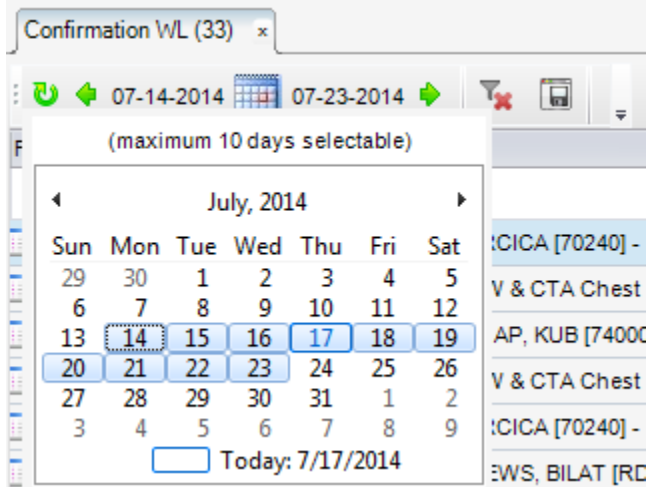 Confirmation WL (33) x
07-14-2014 07-23-2014
(maximum 10 days selectable)
F
July, 2014
Sun Mon Tue Wed Thu Fri Sat
29 30 1 2 3 4 5
6 7 8 9 10 11 12
13 14 15 16 17 18 19
20 21 22 23 24 25 26
27 28 29 30 31 1 2
3 4 5 6 7 8 9
Today: 7/17/2014
CICA [70240] -
& CTA Chest
AP, KUB [74000
& CTA Chest
CICA [70240] -
EWS, BILAT [RD